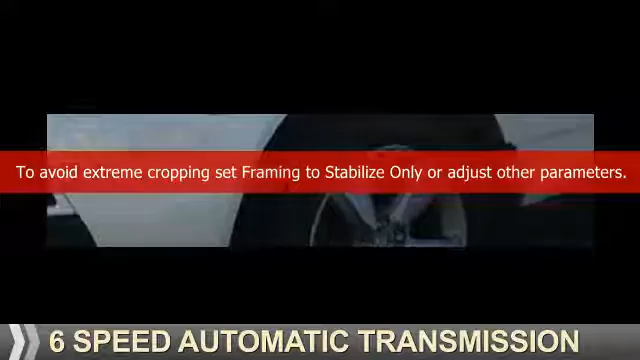 To avoid extreme cropping set Framing to Stabilize Only or adjust other parameters.
6 SPEED AUTOMATIC TRANSMISSION